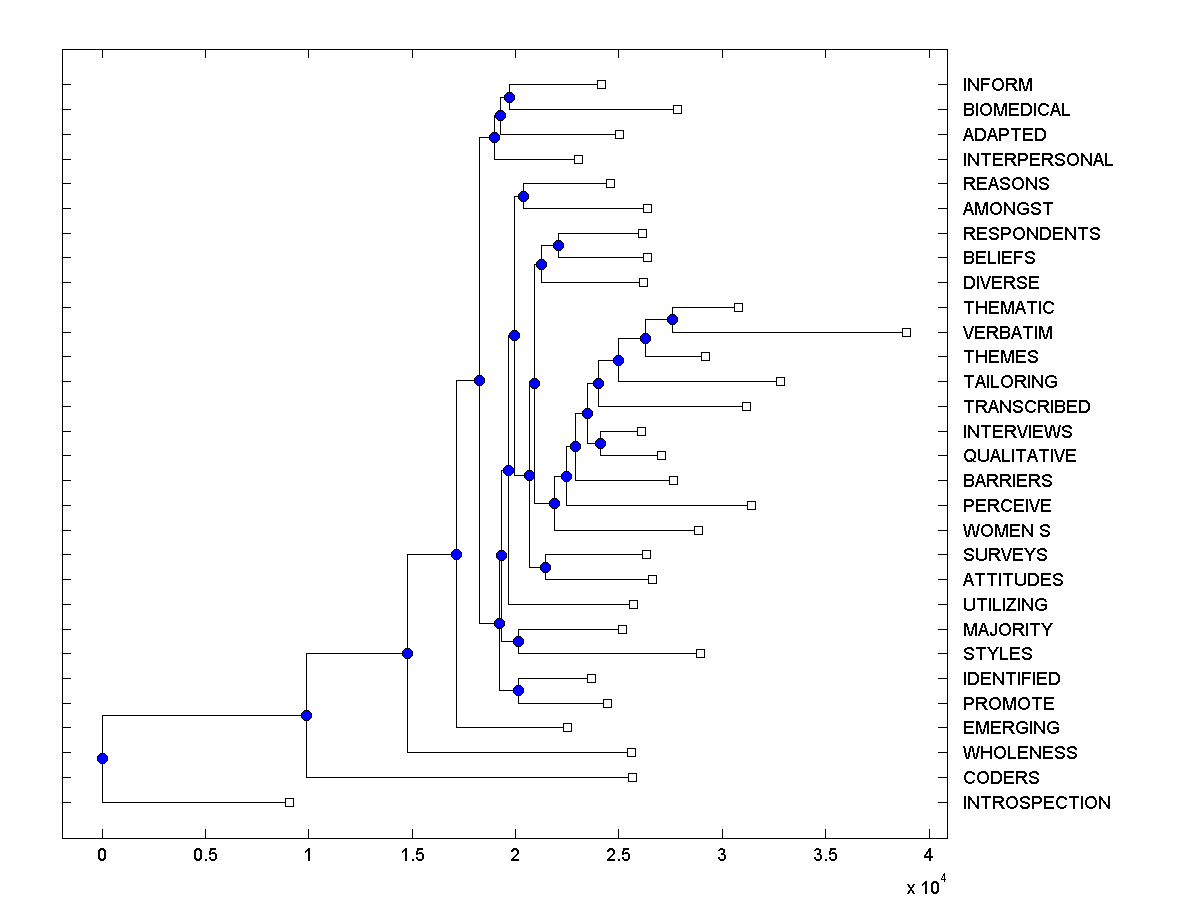 INFORM
BIOMEDICAL
ADAPTED
INTERPERSONAL
REASONS
AMONGST
RESPONDENTS
BELIEFS
DIVERSE
THEMATIC
VERBATIM
THEMES
TAILORING
TRANSCRIBED
INTERVIEWS
QUALITATIVE
BARRIERS
PERCEIVE
WOMEN S
SURVEYS
ATTITUDES
UTILIZING
MAJORITY
STYLES
IDENTIFIED
PROMOTE
EMERGING
WHOLENESS
CODERS
INTROSPECTION
0 0.5 1 1.5 2 2.5 3 3.5 4
x 10^4